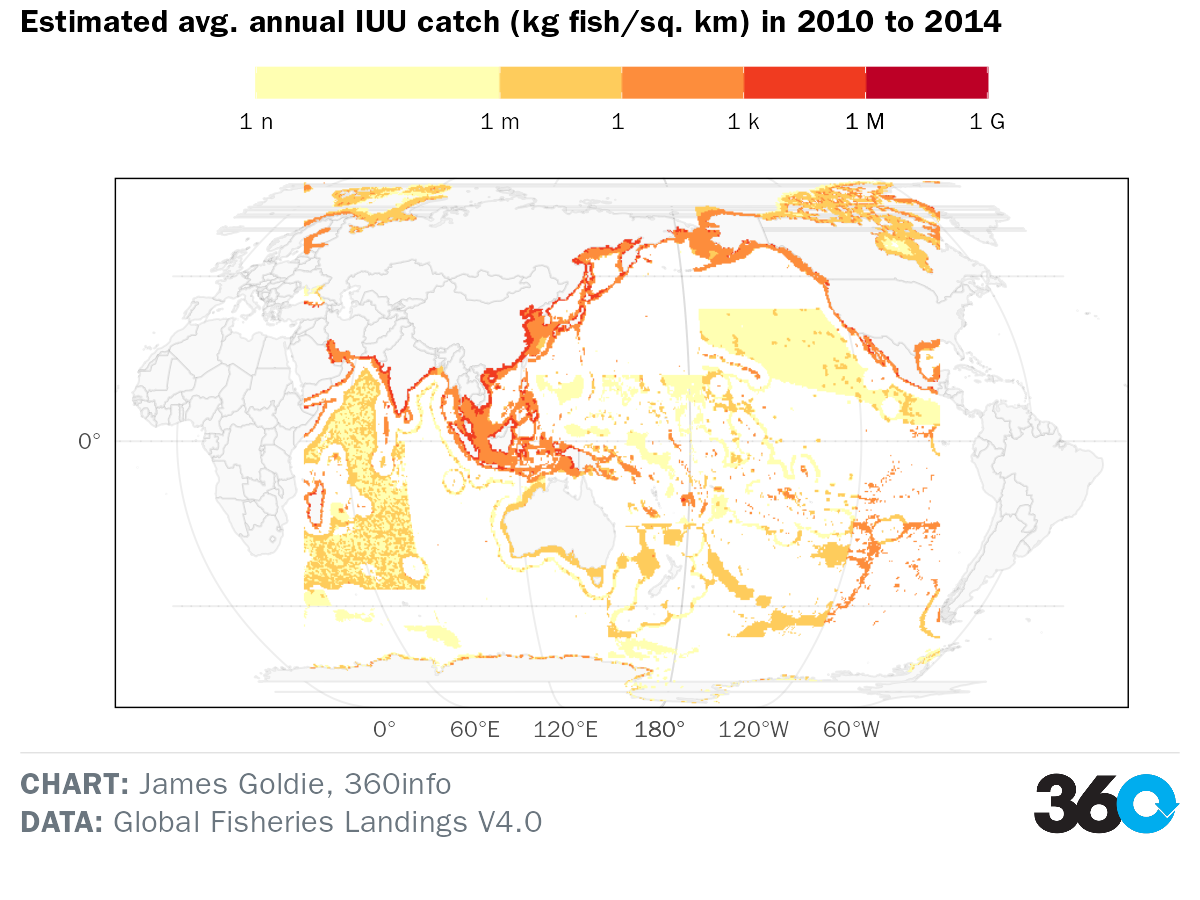 Estimated avg. annual IUU catch (kg fish/sq. km) in 2010 to 2014
1 n 1 m 1 1 k 1 M 1 G
0°
0° 60°E 120°E 180° 120°W 60°W
CHART: James Goldie, 360info
DATA: Global Fisheries Landings V4.0
360